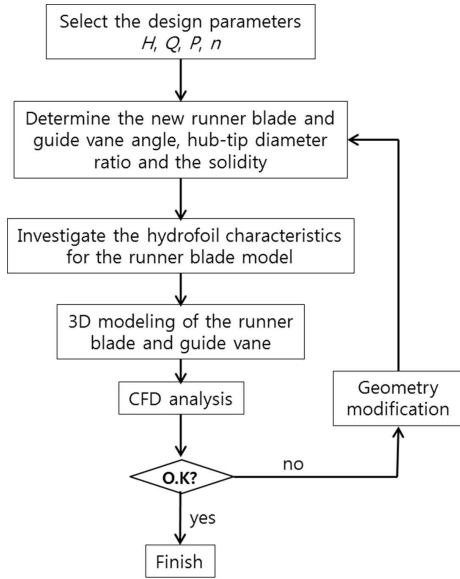 Select the design parameters
H, Q, P, n
Determine the new runner blade and
guide vane angle, hub-tip diameter
ratio and the solidity
Investigate the hydrofoil characteristics
for the runner blade model
3D modeling of the runner
blade and guide vane
CFD analysis
Geometry
modification
O.K?
no
yes
Finish